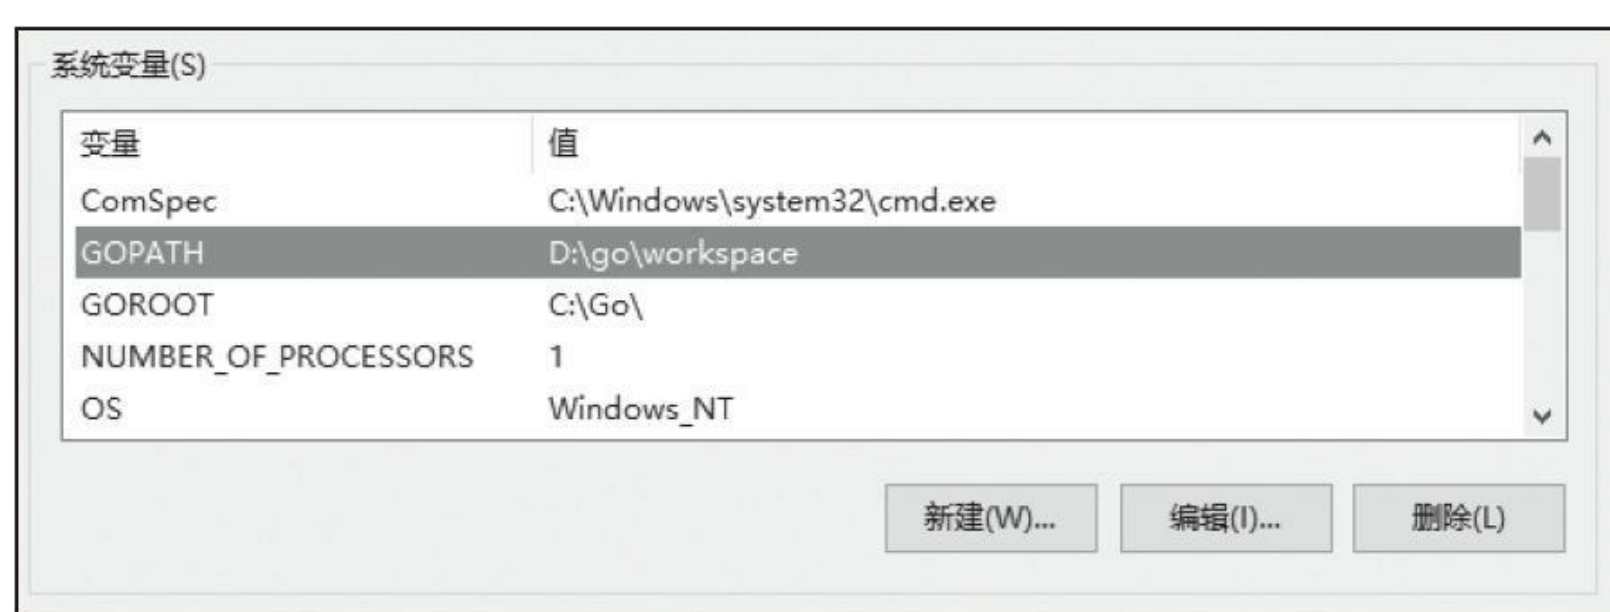 系统变量(S)
变量 值
ComSpec C:\Windows\system32\cmd.exe
GOPATH D:\go\workspace
GOROOT C:\Go\
NUMBER_OF_PROCESSORS 1
OS Windows_NT
新建(W)... 编辑(I)... 删除(L)